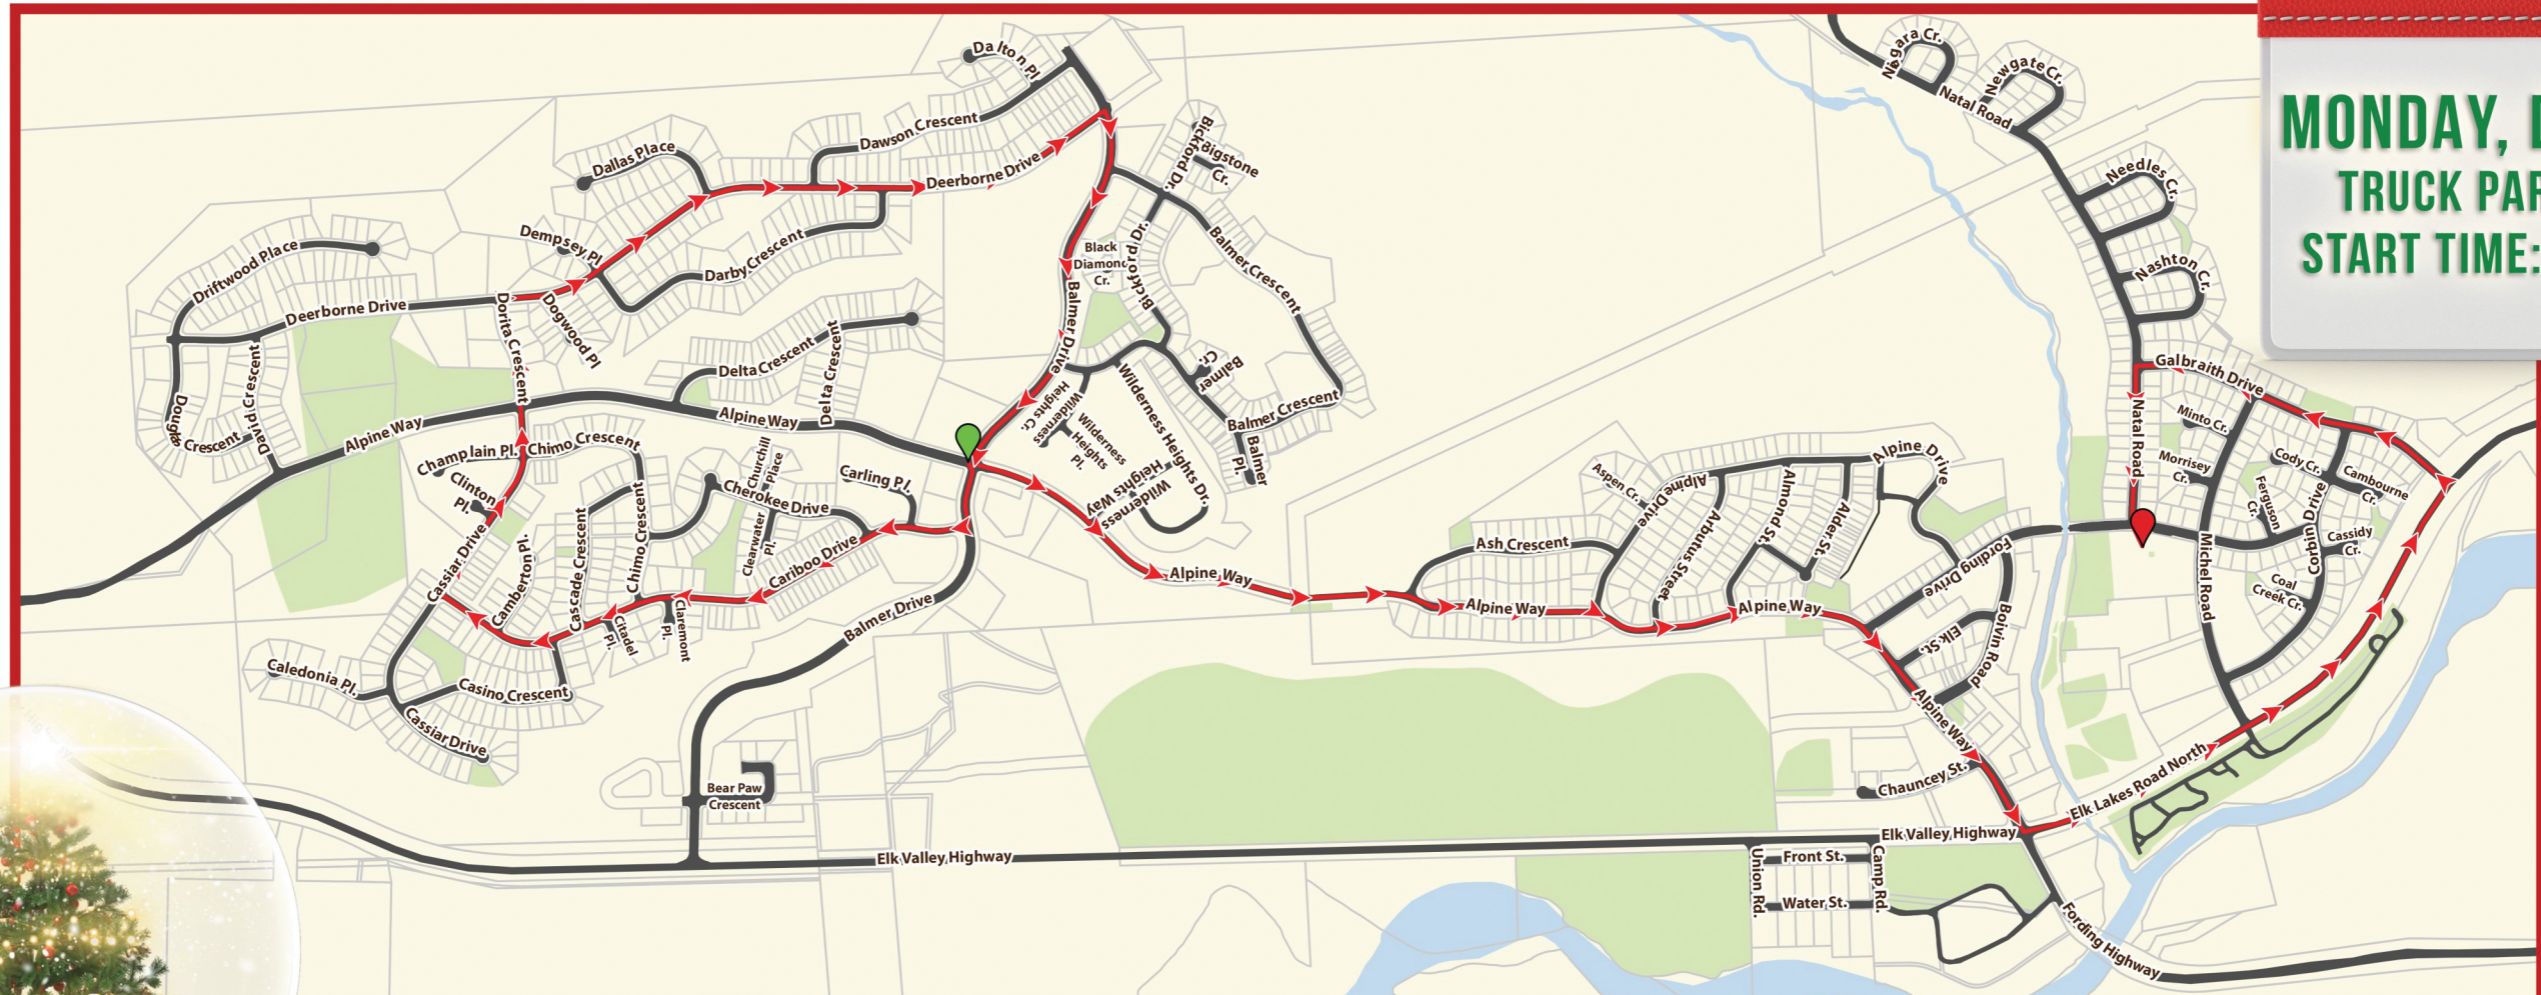 MONDAY,
TRUCK PAR
START TIME:
Dalton Pl
Dawson Crescent
Dallas Place
Deerborne Drive
Dempsey Pl
Darby Crescent
Driftwood Place
Deerborne Drive
Dorita Crescent
Dogwood Pl
Davidi Crescent
David
Crescent
Delta Crescent
Delta Crescent
Alpine Way
Alpine Way
Champlain Pl.
Chimo Crescent
Clinton
Pl.
Cassiar Drive
Camberton Pl.
Cascade Crescent
Chimo Crescent
Cherokee Drive
Churchill
Place
Clearwater
Pl.
Carling Pl.
Cariboo Drive
Citadel
Pl.
Claremont
Pl.
Caledonia Pl.
Casino Crescent
Cassiar Drive
Balmer Drive
Bear Paw
Crescent
Elk Valley Highway
Bickford Dr.
Bigstone
Cr.
Black
Diamond
Cr.
Bickford Dr.
Bickford
Balmer Crescent
Balmer Drive
Balmer
Cr.
Balmer Crescent
Balmer
Pl.
Wilderness
Heights Cr.
Wilderness
Heights
Pl.
Wilderness Heights Dr.
Wilderness
Heights Way
Alpine Way
Ash Crescent
Aspen Cr.
Alpine Drive
Alpine
Arbutus Street
Almond St.
Alder St.
Alpine Drive
Alpine Way
Alpine Way
Fording Drive
Elk St.
Boivin Road
Alpine Way
Chauncey St.
Elk Valley Highway
Front St.
Water St.
Union Rd.
Camp Rd.
Fording Highway
Elk Lakes Road North
Niagara Cr.
Newgate Cr.
Natal Road
Needles Cr.
Nashton Cr.
Galbraith Drive
Natal Road
Minto Cr.
Morrisey
Cr.
Cody Cr.
Cambourne
Cr.
Ferguson
Cr.
Corbin Drive
Cassidy
Cr.
Coal
Creek Cr.
Michel Road